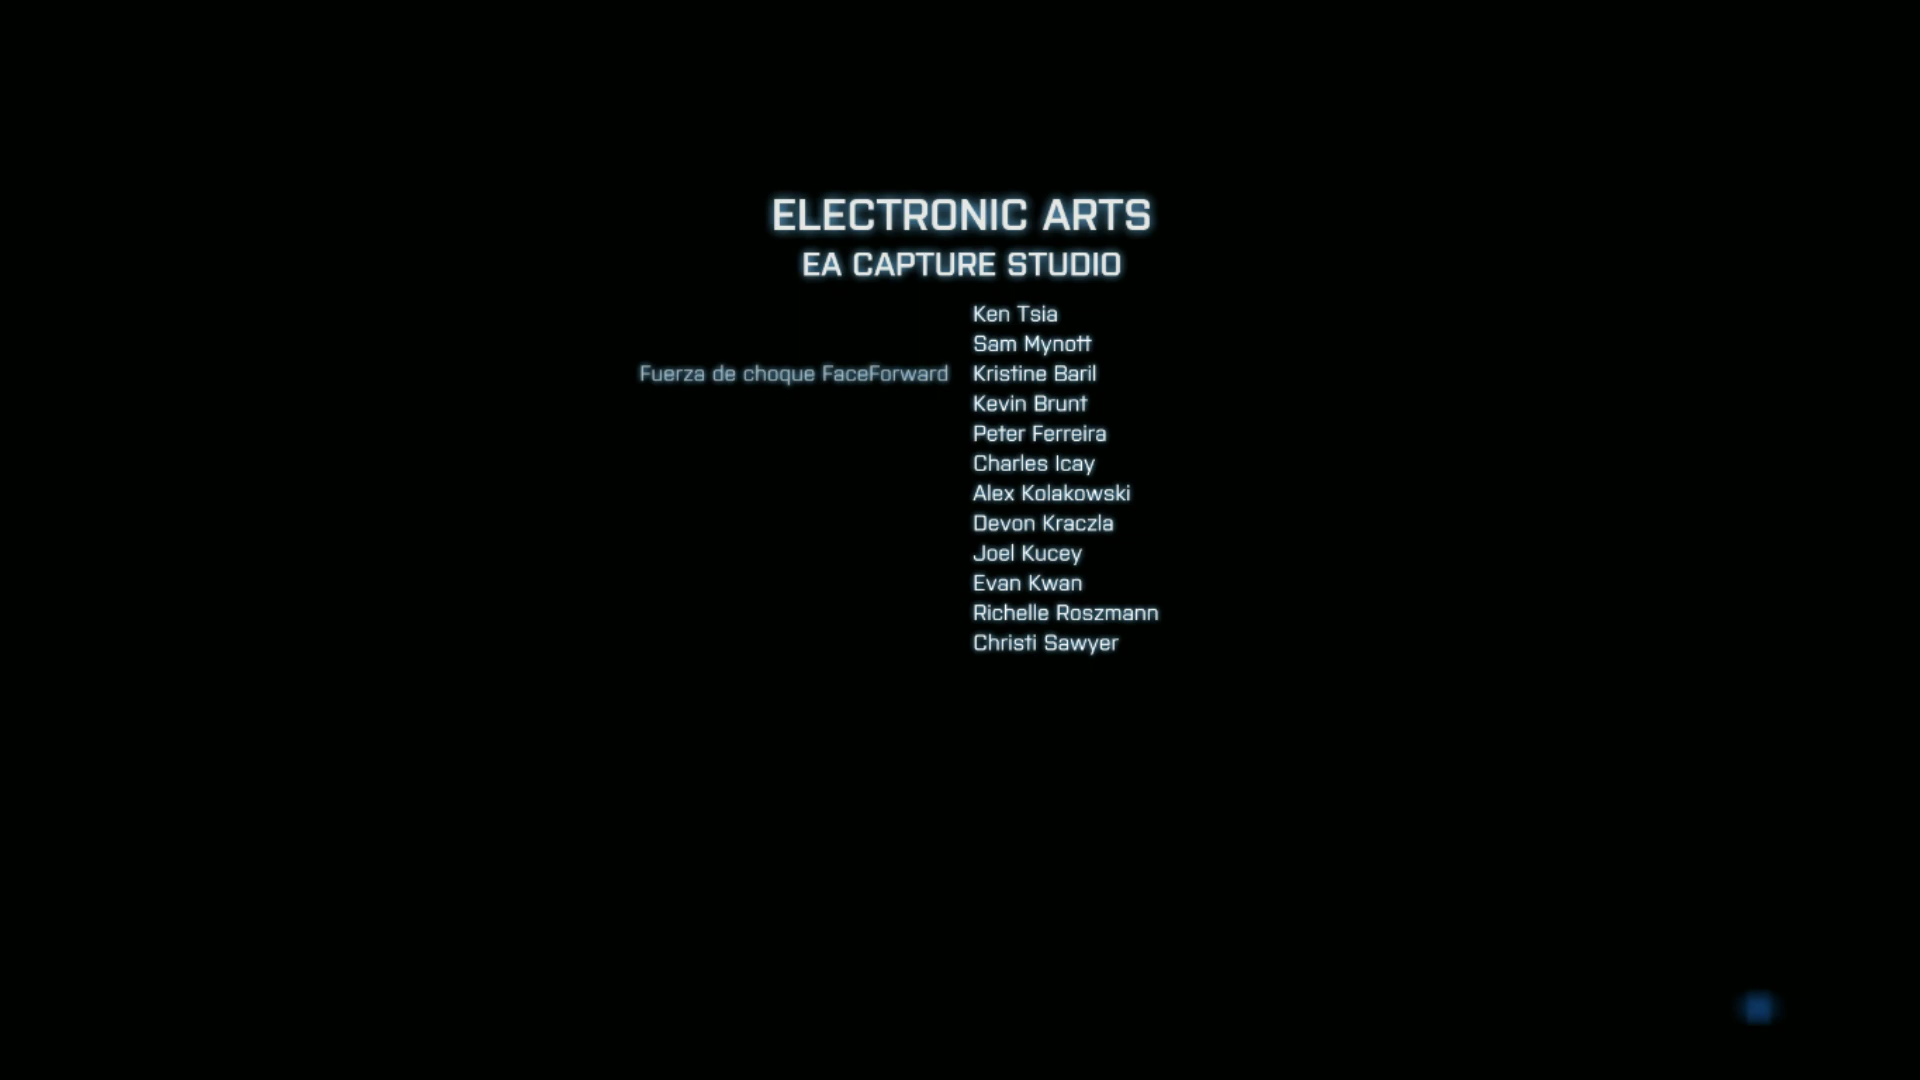 ELECTRONIC ARTS
EA CAPTURE STUDIO
Ken Tsia
Sam Mynott
Fuerza de choque FaceForward Kristine Baril
Kevin Brunt
Peter Ferreira
Charles Icay
Alex Kolakowski
Devon Kraczla
Joel Kucey
Evan Kwan
Richelle Roszmann
Christi Sawyer